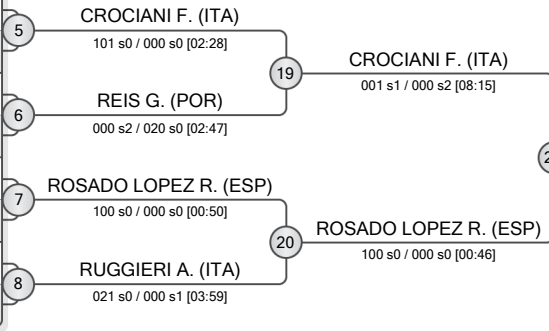 5
CROCIANI F. (ITA)
101 s0 / 000 s0 [02:28]
19
CROCIANI F. (ITA)
001 s1 / 000 s2 [08:15]
6
REIS G. (POR)
000 s2 / 020 s0 [02:47]
7
ROSADO LOPEZ R. (ESP)
100 s0 / 000 s0 [00:50]
20
ROSADO LOPEZ R. (ESP)
100 s0 / 000 s0 [00:46]
8
RUGGIERI A. (ITA)
021 s0 / 000 s1 [03:59]